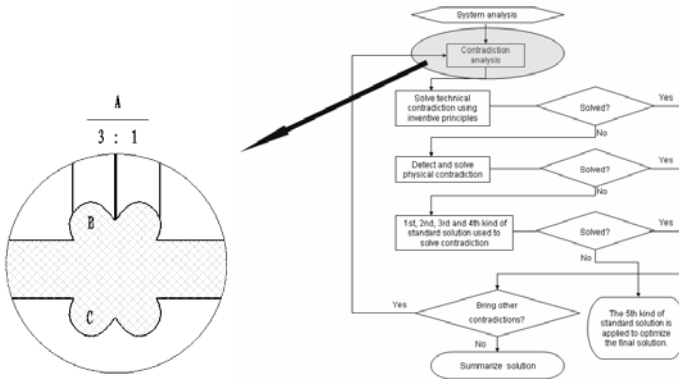 A
3 : 1
B
C
System analysis
Contradiction
analysis
Solve technical
contradiction using
inventive principles
Solved?
Yes
No
Detect and solve
physical contradiction
Solved?
Yes
No
1st, 2nd, 3rd and 4th kind of
standard solution used to
solve contradiction
Solved?
Yes
No
Yes
Bring other
contradictions?
No
The 5th kind of
standard solution is
applied to optimize
the final solution.
Summarize solution